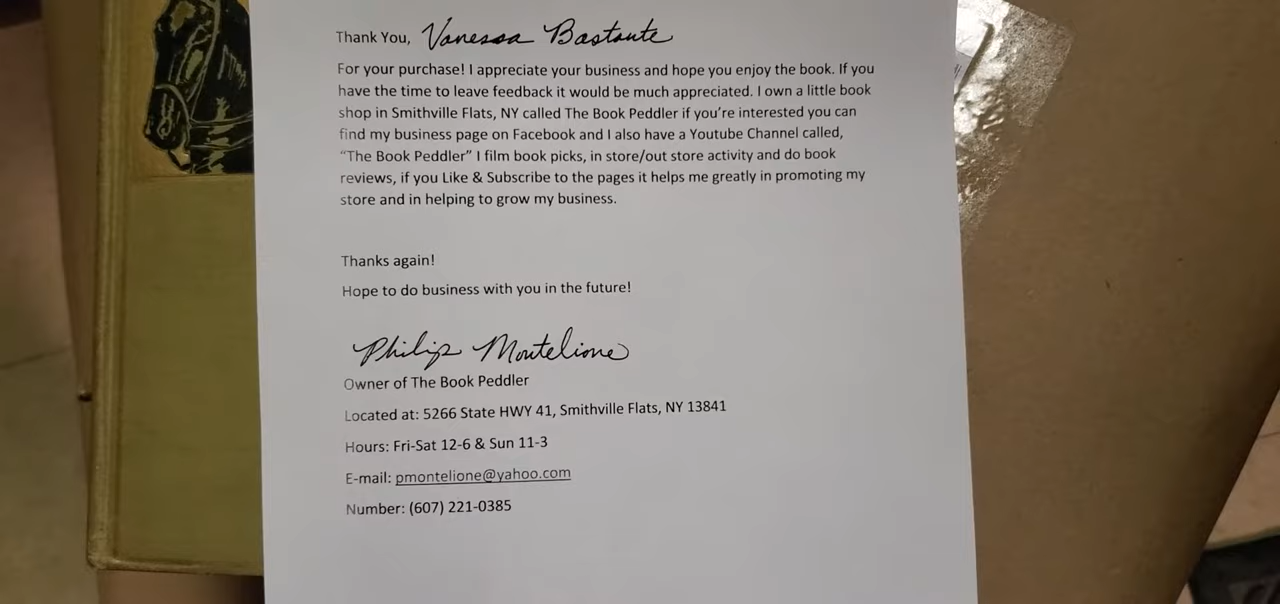 Thank You, Vanessa Bastante
For your purchase! I appreciate your business and hope you enjoy the book. If you
have the time to leave feedback it would be much appreciated. I own a little book
shop in Smithville Flats, NY called The Book Peddler if you're interested you can
find my business page on Facebook and I also have a Youtube Channel called,
“The Book Peddler” I film book picks, in store/out store activity and do book
reviews, if you Like & Subscribe to the pages it helps me greatly in promoting my
store and in helping to grow my business.
Thanks again!
Hope to do business with you in the future!
Philip Montelione
Owner of The Book Peddler
Located at: 5266 State HWY 41, Smithville Flats, NY 13841
Hours: Fri-Sat 12-6 & Sun 11-3
E-mail: pmontelione@yahoo.com
Number: (607) 221-0385